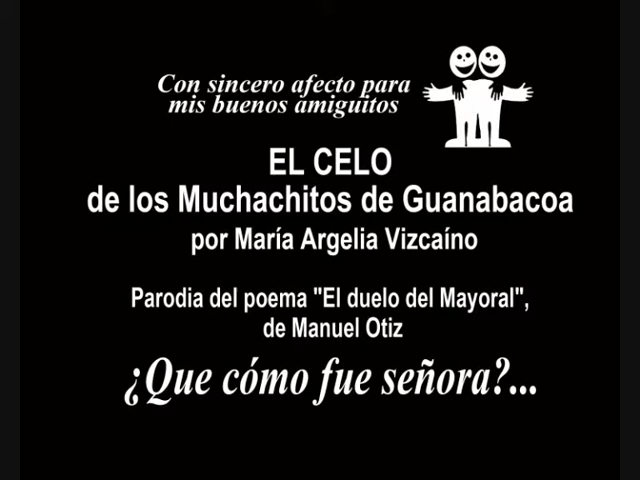 Con sincero afecto para
mis buenos amiguitos
EL CELO
de los Muchachitos de Guanabacoa
por María Argelia Vizcaíno
Parodia del poema "El duelo del Mayoral",
de Manuel Otiz
¿Que cómo fue señora?...